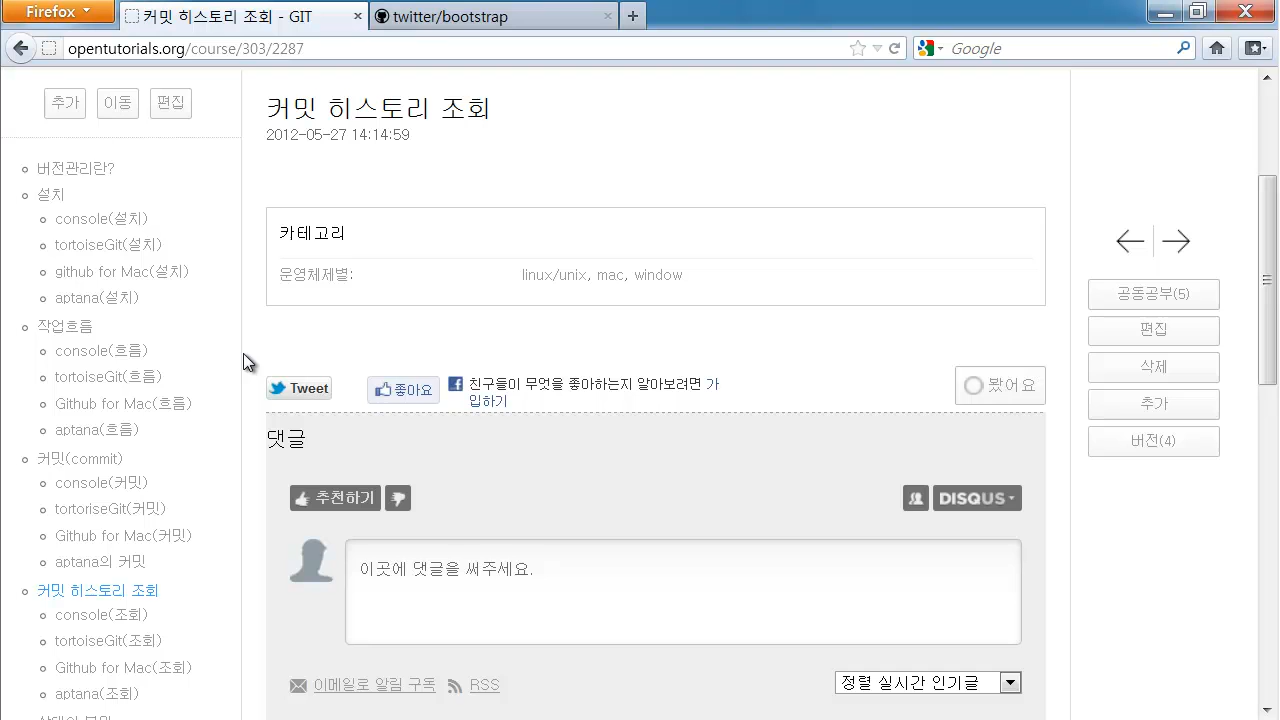 Firefox
커밋 히스토리 조회 - GIT
twitter/bootstrap
opentutorials.org/course/303/2287
Google
추가
이동
편집
버전관리란?
설치
console(설치)
tortoiseGit(설치)
github for Mac(설치)
aptana(설치)
작업흐름
console(흐름)
tortoiseGit(흐름)
Github for Mac(흐름)
aptana(흐름)
커밋(commit)
console(커밋)
tortoriseGit(커밋)
Github for Mac(커밋)
aptana의 커밋
커밋 히스토리 조회
console(조회)
tortoiseGit(조회)
Github for Mac(조회)
aptana(조회)
커밋 히스토리 조회
2012-05-27 14:14:59
카테고리
운영체제별: linux/unix, mac, window
Tweet
좋아요
친구들이 무엇을 좋아하는지 알아보려면 가
입하기
봤어요
댓글
추천하기
DISQUS
이곳에 댓글을 써주세요.
이메일로 알림 구독
RSS
정렬 실시간 인기글
공동공부(5)
편집
삭제
추가
버전(4)